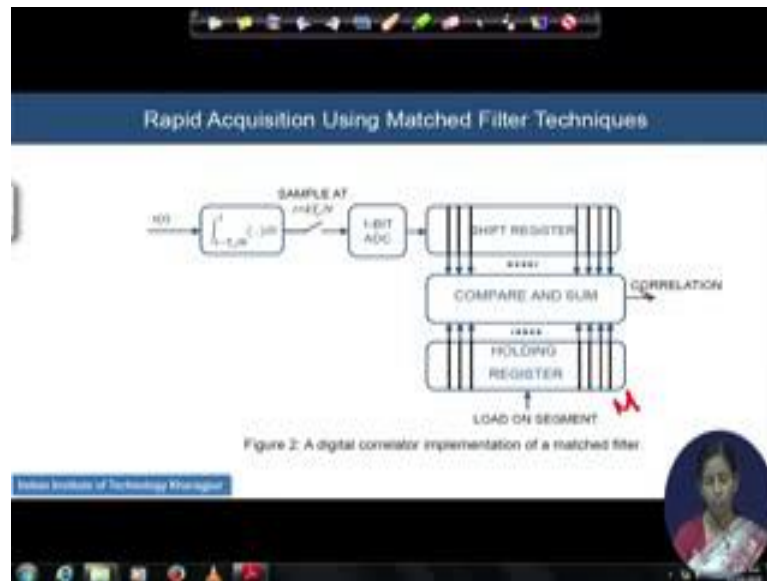 Rapid Acquisition Using Matched Filter Techniques
SAMPLE AT
1-BIT
ADC
SHIFT REGISTER
COMPARE AND SUM
CORRELATION
HOLDING
REGISTER
M
LOAD ON SEGMENT
Figure 2: A digital correlator implementation of a matched filter
Indian Institute of Technology Kharagpur